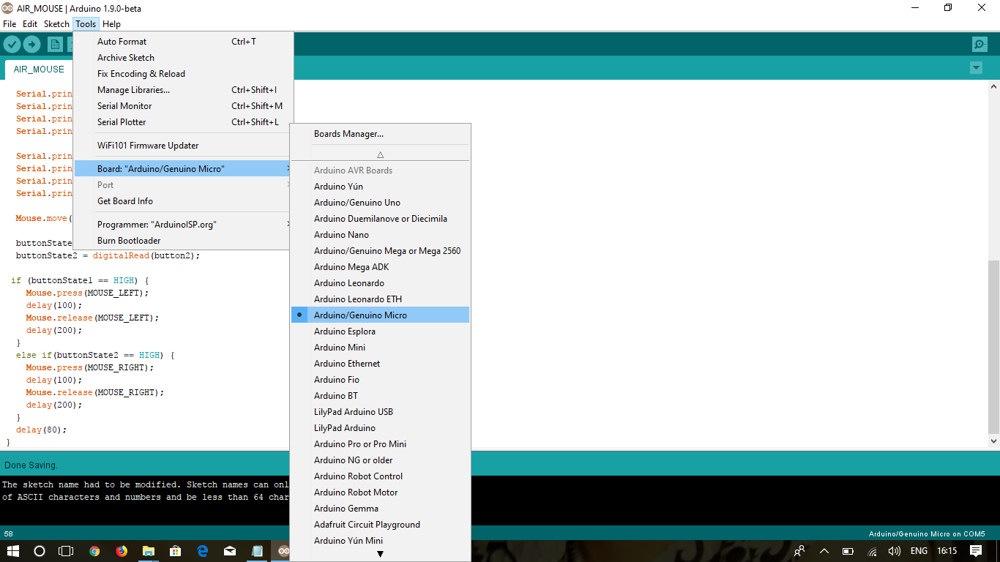 AIR_MOUSE | Arduino 1.9.0-beta
File Edit Sketch Tools Help
AIR_MOUSE
Auto Format Ctrl+T
Archive Sketch
Fix Encoding & Reload
Manage Libraries... Ctrl+Shift+I
Serial Monitor Ctrl+Shift+M
Serial Plotter Ctrl+Shift+L
WiFi101 Firmware Updater
Board: "Arduino/Genuino Micro"
Port
Get Board Info
Programmer: "ArduinoISP.org"
Burn Bootloader
Boards Manager...
Arduino AVR Boards
Arduino Yún
Arduino/Genuino Uno
Arduino Duemilanove or Diecimila
Arduino Nano
Arduino/Genuino Mega or Mega 2560
Arduino Mega ADK
Arduino Leonardo
Arduino Leonardo ETH
Arduino/Genuino Micro
Arduino Esplora
Arduino Mini
Arduino Ethernet
Arduino Fio
Arduino BT
LilyPad Arduino USB
LilyPad Arduino
Arduino Pro or Pro Mini
Arduino NG or older
Arduino Robot Control
Arduino Robot Motor
Arduino Gemma
Adafruit Circuit Playground
Arduino Yún Mini
Serial.prin
Serial.prin
Serial.prin
Serial.prin
Serial.prin
Serial.prin
Serial.prin
Serial.prin
Mouse.move(
buttonState
buttonState2 = digitalRead(button2);
if (buttonState1 == HIGH) {
Mouse.press(MOUSE_LEFT);
delay(100);
Mouse.release(MOUSE_LEFT);
delay(200);
}
else if(buttonState2 == HIGH) {
Mouse.press(MOUSE_RIGHT);
delay(100);
Mouse.release(MOUSE_RIGHT);
delay(200);
}
delay(80);
}
Done Saving.
The sketch name had to be modified. Sketch names can onl
of ASCII characters and numbers and be less than 64 char
58
Arduino/Genuino Micro on COM5
ENG 16:15